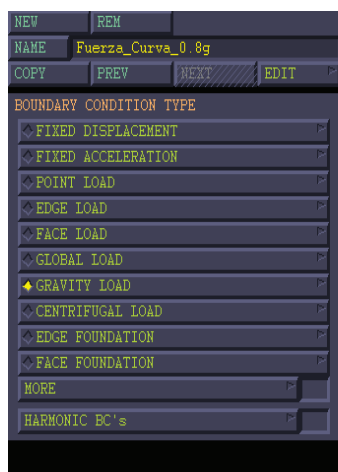 NEW REM
NAME Fuerza_Curva_0.8g
COPY PREV NEXT EDIT
BOUNDARY CONDITION TYPE
FIXED DISPLACEMENT
FIXED ACCELERATION
POINT LOAD
EDGE LOAD
FACE LOAD
GLOBAL LOAD
GRAVITY LOAD
CENTRIFUGAL LOAD
EDGE FOUNDATION
FACE FOUNDATION
MORE
HARMONIC BC's